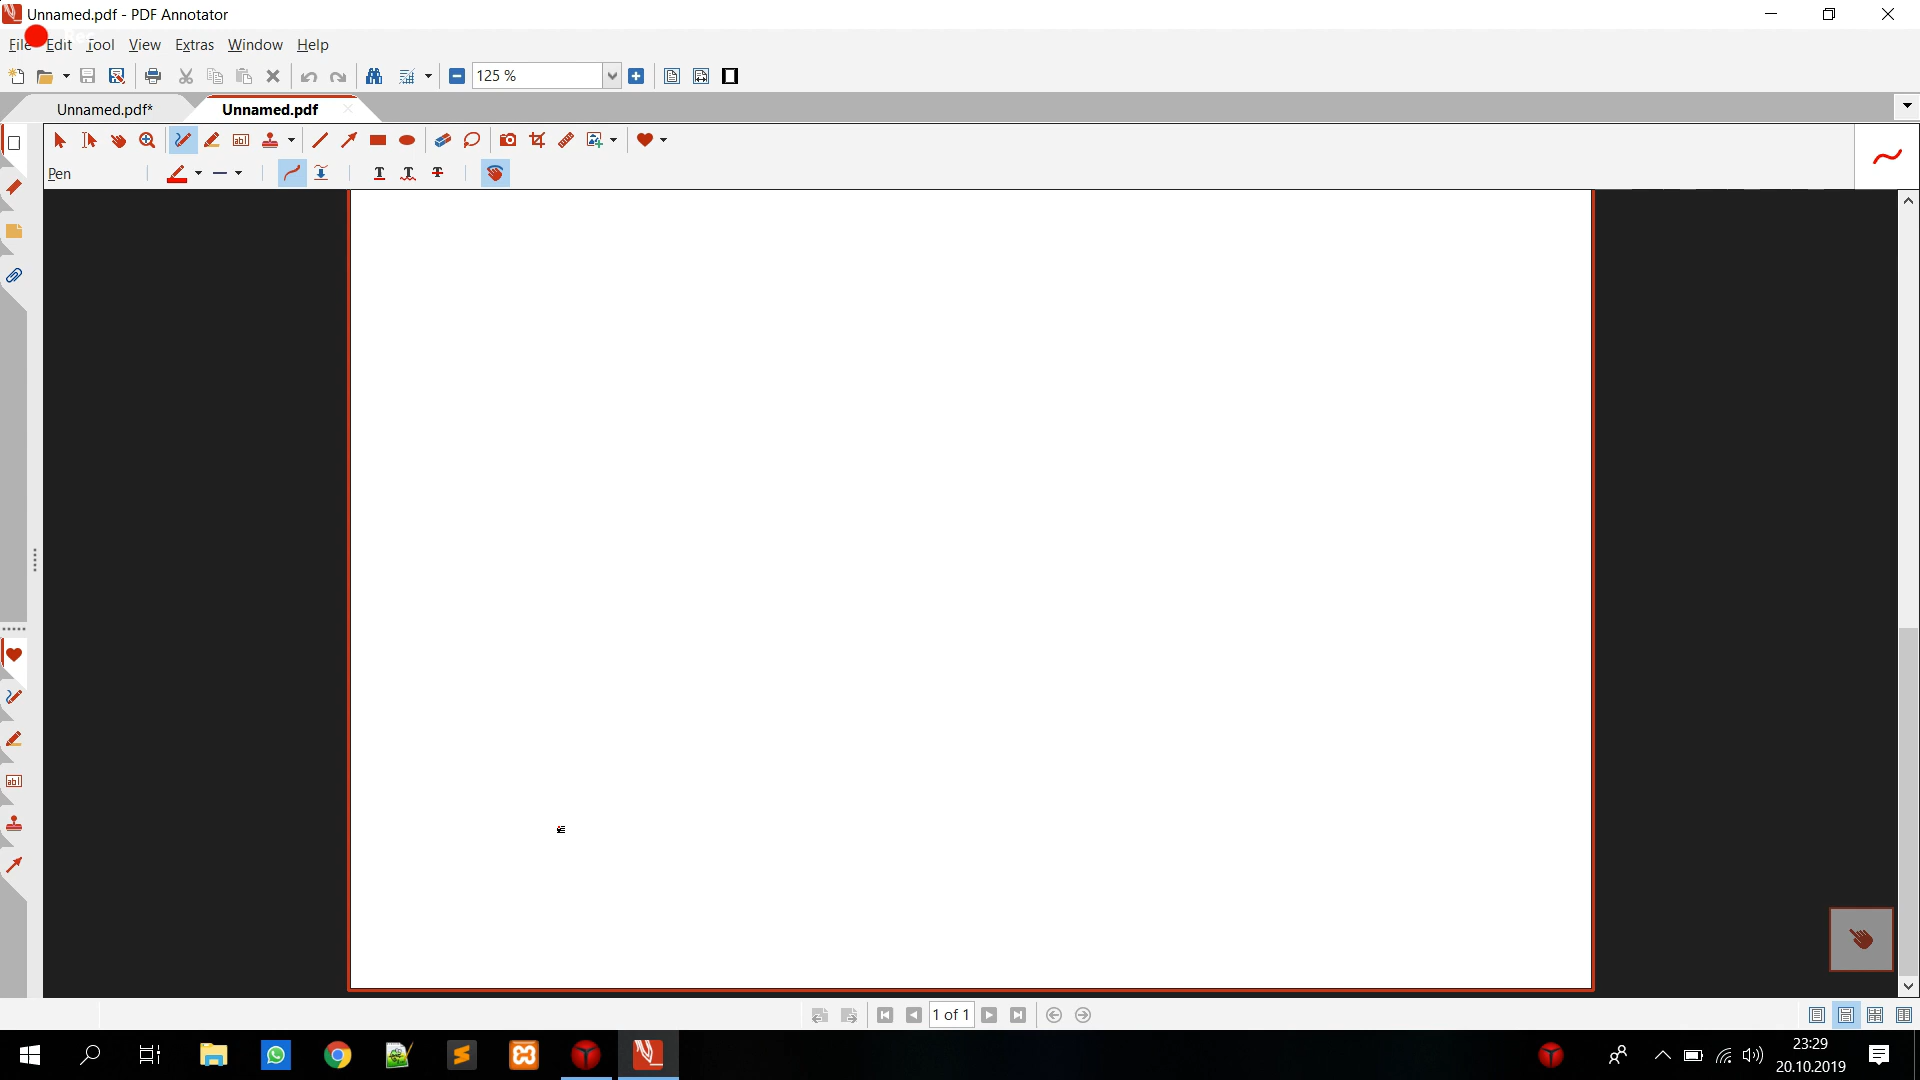 Unnamed.pdf - PDF Annotator
File Edit Tool View Extras Window Help
125 %
Unnamed.pdf* Unnamed.pdf
Pen
1 of 1
23:29
20.10.2019